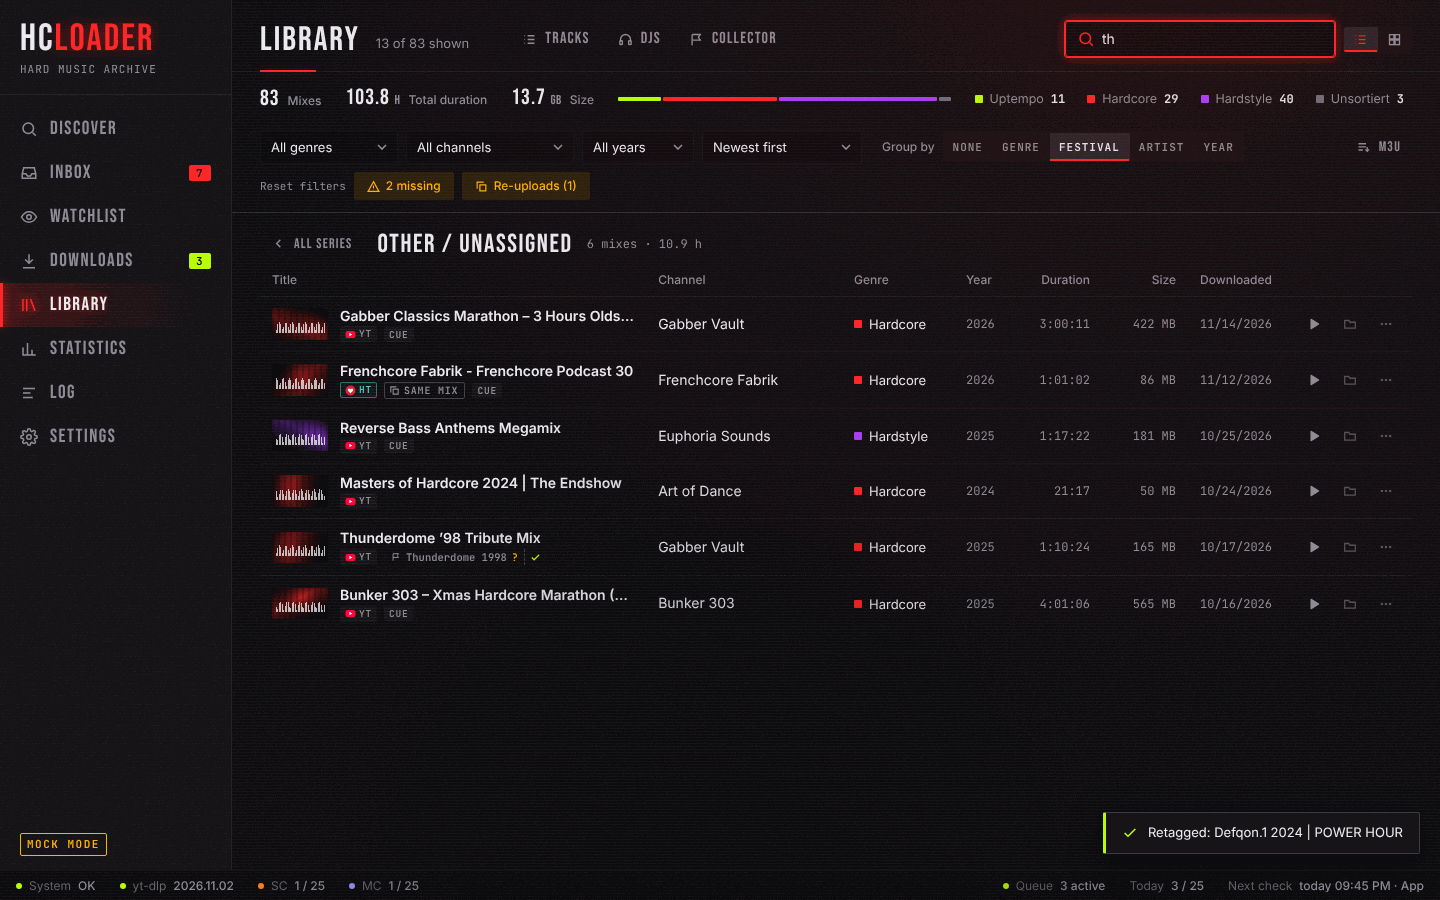 HCLOADER
HARD MUSIC ARCHIVE
DISCOVER
INBOX 7
WATCHLIST
DOWNLOADS 3
LIBRARY
STATISTICS
LOG
SETTINGS
MOCK MODE
LIBRARY 13 of 83 shown TRACKS DJS COLLECTOR th
83 Mixes 103.8 H Total duration 13.7 GB Size Uptempo 11 Hardcore 29 Hardstyle 40 Unsortiert 3
All genres All channels All years Newest first Group by NONE GENRE FESTIVAL ARTIST YEAR M3U
Reset filters 2 missing Re-uploads (1)
ALL SERIES OTHER / UNASSIGNED 6 mixes · 10.9 h
Title Channel Genre Year Duration Size Downloaded
Gabber Classics Marathon – 3 Hours Olds... Gabber Vault Hardcore 2026 3:00:11 422 MB 11/14/2026
YT CUE
Frenchcore Fabrik - Frenchcore Podcast 30 Frenchcore Fabrik Hardcore 2026 1:01:02 86 MB 11/12/2026
HT SAME MIX CUE
Reverse Bass Anthems Megamix Euphoria Sounds Hardstyle 2025 1:17:22 181 MB 10/25/2026
YT CUE
Masters of Hardcore 2024 | The Endshow Art of Dance Hardcore 2024 21:17 50 MB 10/24/2026
YT
Thunderdome ’98 Tribute Mix Gabber Vault Hardcore 2025 1:10:24 165 MB 10/17/2026
YT Thunderdome 1998 ?
Bunker 303 – Xmas Hardcore Marathon (... Bunker 303 Hardcore 2025 4:01:06 565 MB 10/16/2026
YT CUE
Retagged: Defqon.1 2024 | POWER HOUR
System OK yt-dlp 2026.11.02 SC 1 / 25 MC 1 / 25 Queue 3 active Today 3 / 25 Next check today 09:45 PM · App